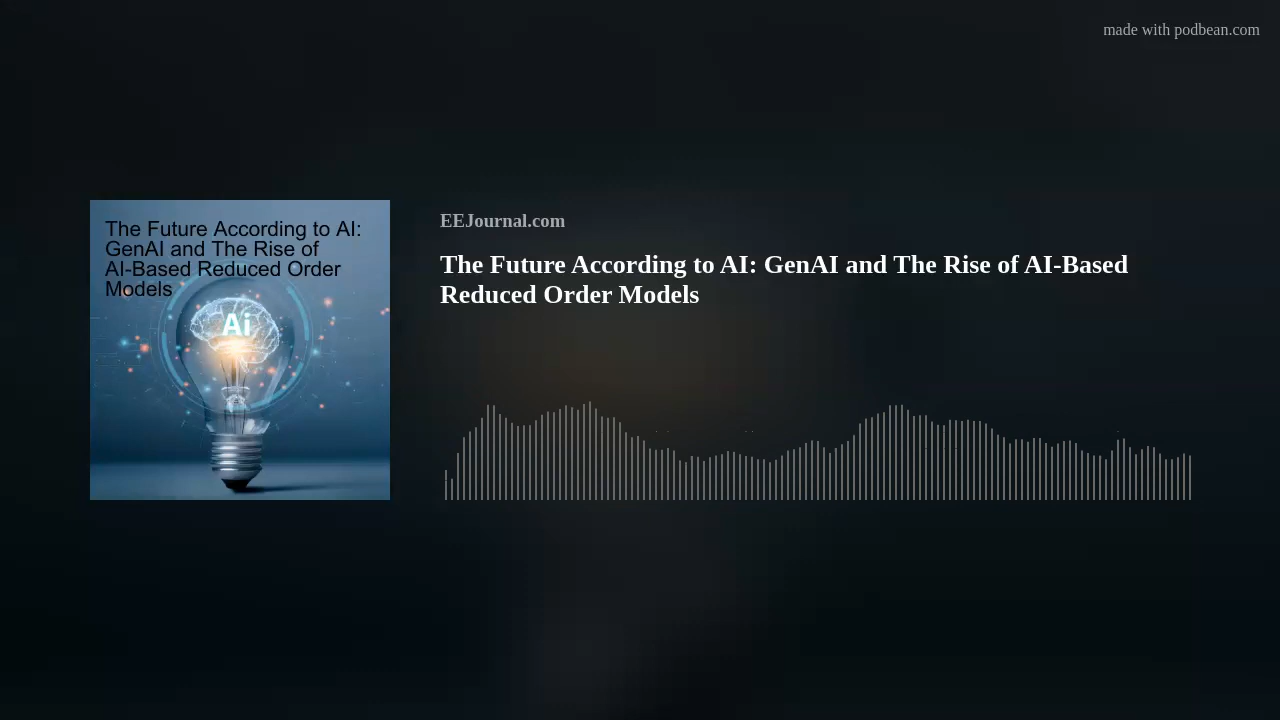 made with podbean.com
The Future According to AI:
GenAI and The Rise of
AI-Based Reduced Order
Models
Ai
EEJournal.com
The Future According to AI: GenAI and The Rise of AI-Based
Reduced Order Models